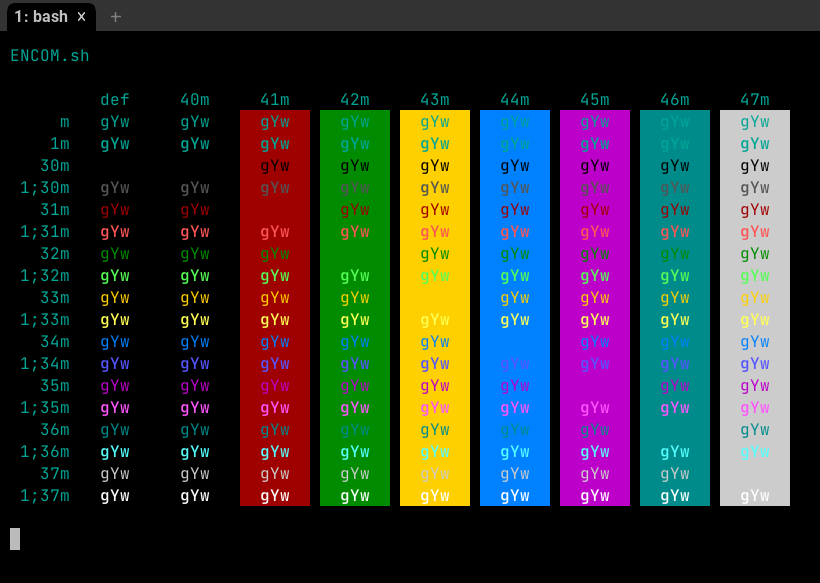 1: bash x +
ENCOM.sh
def 40m 41m 42m 43m 44m 45m 46m 47m
m gYw gYw gYw gYw gYw gYw gYw gYw gYw
1m gYw gYw gYw gYw gYw gYw gYw gYw gYw
30m gYw gYw gYw gYw gYw gYw gYw
1;30m gYw gYw gYw gYw gYw gYw gYw gYw gYw
31m gYw gYw gYw gYw gYw gYw gYw gYw
1;31m gYw gYw gYw gYw gYw gYw gYw gYw gYw
32m gYw gYw gYw gYw gYw gYw gYw gYw
1;32m gYw gYw gYw gYw gYw gYw gYw gYw gYw
33m gYw gYw gYw gYw gYw gYw gYw gYw
1;33m gYw gYw gYw gYw gYw gYw gYw gYw gYw
34m gYw gYw gYw gYw gYw gYw gYw gYw
1;34m gYw gYw gYw gYw gYw gYw gYw gYw gYw
35m gYw gYw gYw gYw gYw gYw gYw gYw
1;35m gYw gYw gYw gYw gYw gYw gYw gYw gYw
36m gYw gYw gYw gYw gYw gYw gYw gYw
1;36m gYw gYw gYw gYw gYw gYw gYw gYw gYw
37m gYw gYw gYw gYw gYw gYw gYw gYw
1;37m gYw gYw gYw gYw gYw gYw gYw gYw gYw